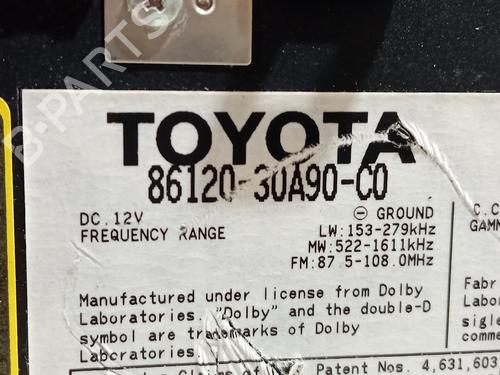 TOYOTA
86120-30A90-C0
DC.12V
⊖ GROUND
FREQUENCY RANGE
LW:153-279kHz
MW:522-1611kHz
FM:87.5-108.0MHz
Manufactured under license from Dolby
Laboratories. "Dolby" and the double-D
symbol are trademarks of Dolby
Laboratories.
Claims of
Patent Nos. 4,631,603
C.C
GAMM
Fabr
Labor
sigle
comme
B-PARTS